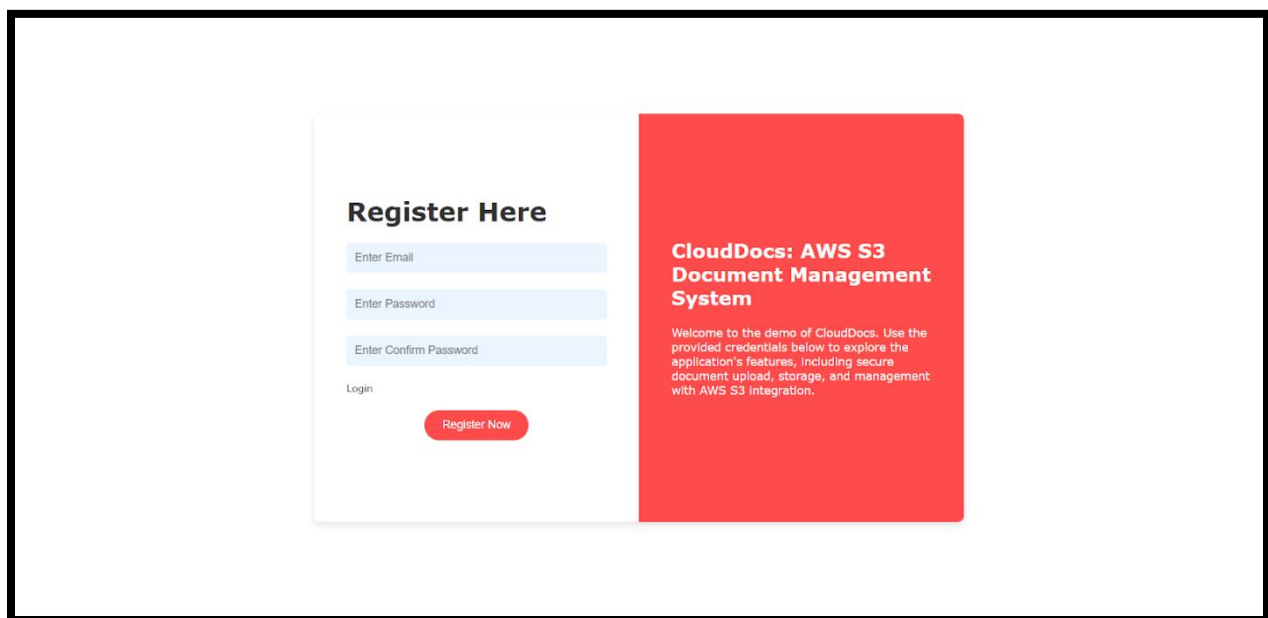 Register Here
Enter Email
Enter Password
Enter Confirm Password
Login
Register Now
CloudDocs: AWS S3
Document Management
System
Welcome to the demo of CloudDocs. Use the
provided credentials below to explore the
application's features, including secure
document upload, storage, and management
with AWS S3 integration.